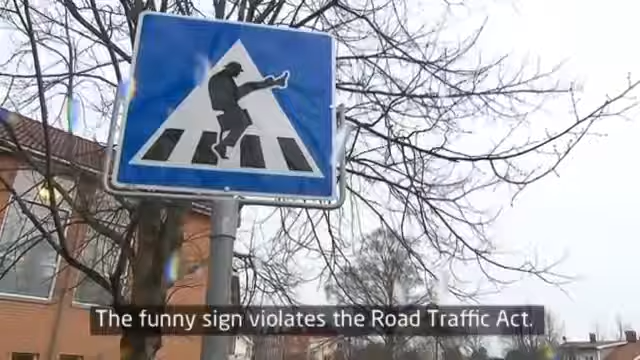 The funny sign violates the Road Traffic Act.